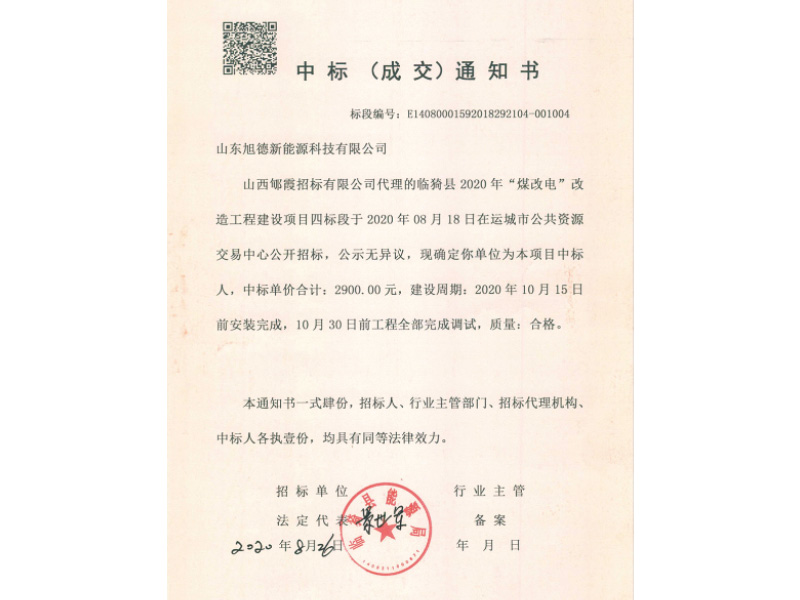 中标（成交）通知书
标段编号：E14080001592018292104-001004
山东旭德新能源科技有限公司
山西郇霞招标有限公司代理的临猗县2020年“煤改电”改
造工程建设项目四标段于2020年08月18日在运城市公共资源
交易中心公开招标，公示无异议，现确定你单位为本项目中标
人，中标单价合计：2900.00元，建设周期：2020年10月15日
前安装完成，10月30日前工程全部完成调试，质量：合格。
本通知书一式肆份，招标人、行业主管部门、招标代理机构、
中标人各执壹份，均具有同等法律效力。
招标单位 行业主管
法定代表 备案
2020年8月26日 年 月 日
临猗县能源局